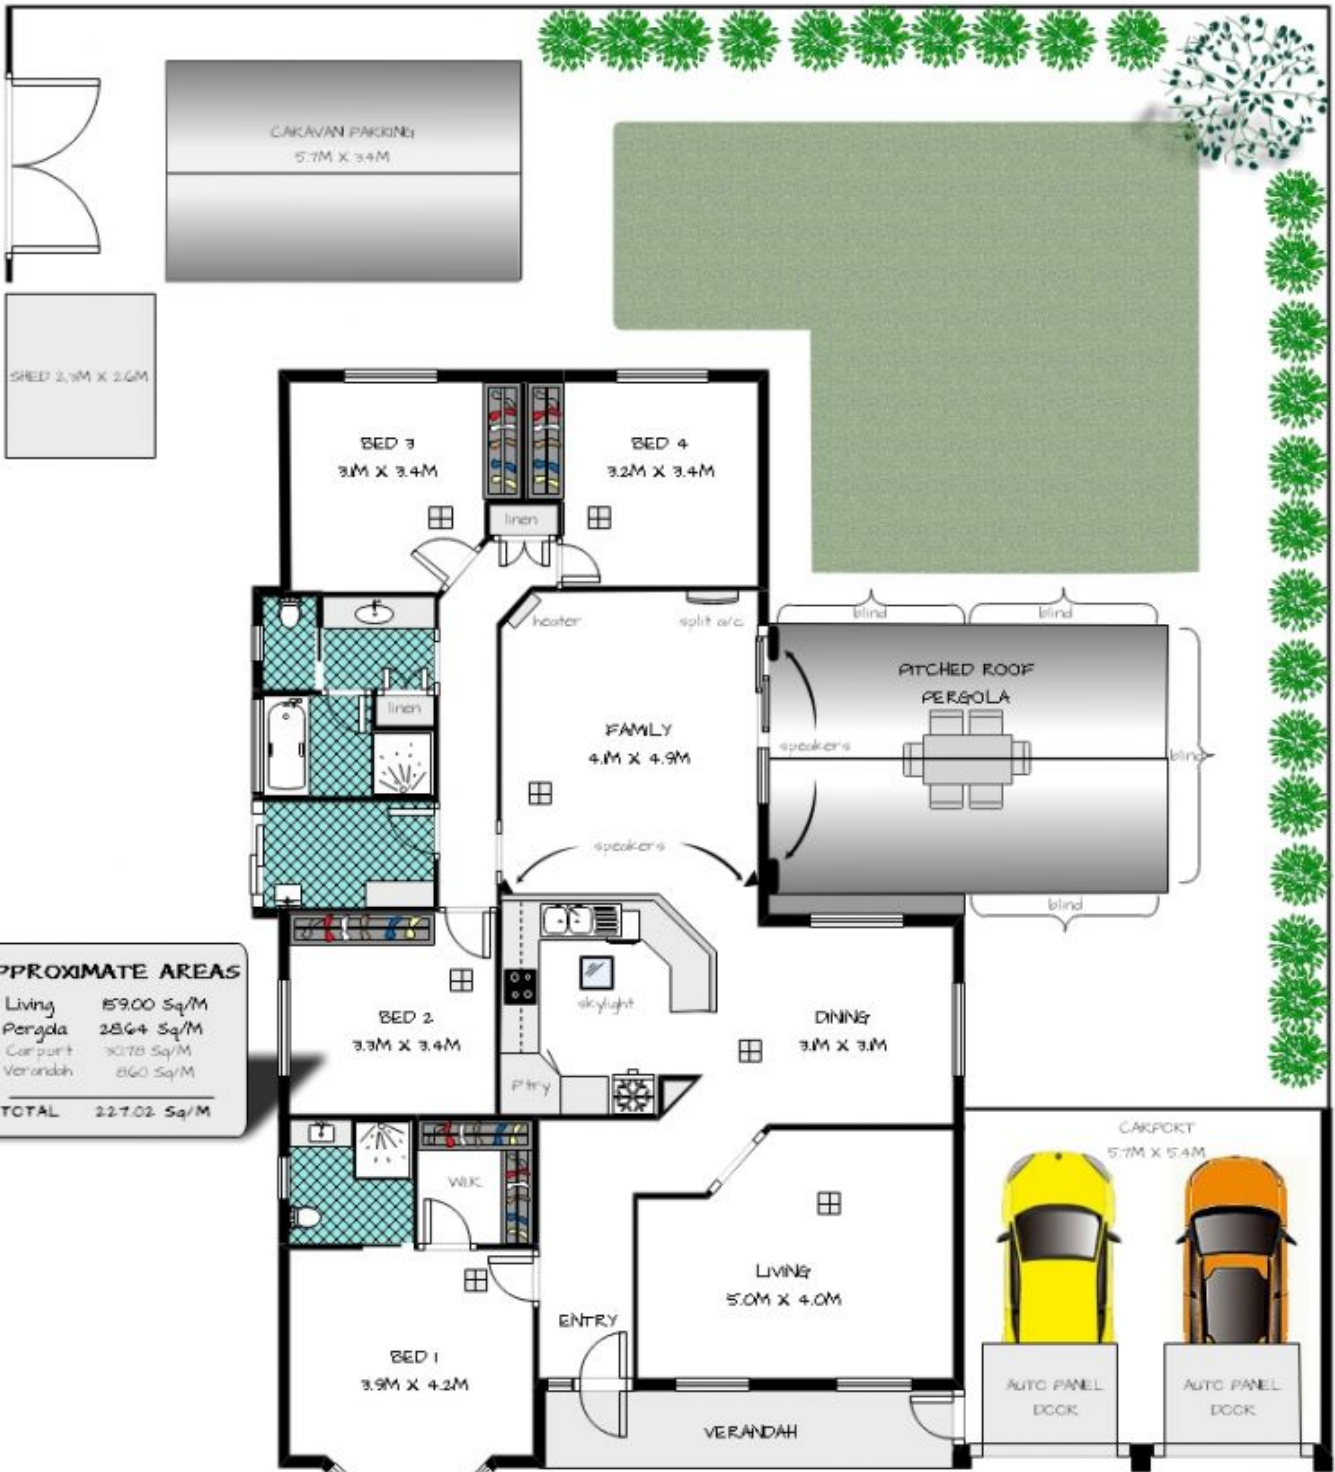 CARAVAN PARKING
5.7M X 3.4M
SHED 2.3M X 2.6M
BED 3
3.1M X 3.4M
BED 4
3.2M X 3.4M
linen
heater
split a/c
blind
blind
PITCHED ROOF
PERGOLA
linen
FAMILY
4.1M X 4.9M
speakers
blind
speakers
blind
skylight
BED 2
3.3M X 3.4M
DINING
3.1M X 3.1M
Ptry
PPROXIMATE AREAS
Living 159.00 Sq/M
Pergola 28.64 Sq/M
Carport 30.78 Sq/M
Verandah 8.60 Sq/M
TOTAL 227.02 Sq/M
CARPORT
5.7M X 5.4M
W.I.R.
LIVING
5.0M X 4.0M
ENTRY
BED 1
3.9M X 4.2M
AUTO PANEL
DOOR
AUTO PANEL
DOOR
VERANDAH